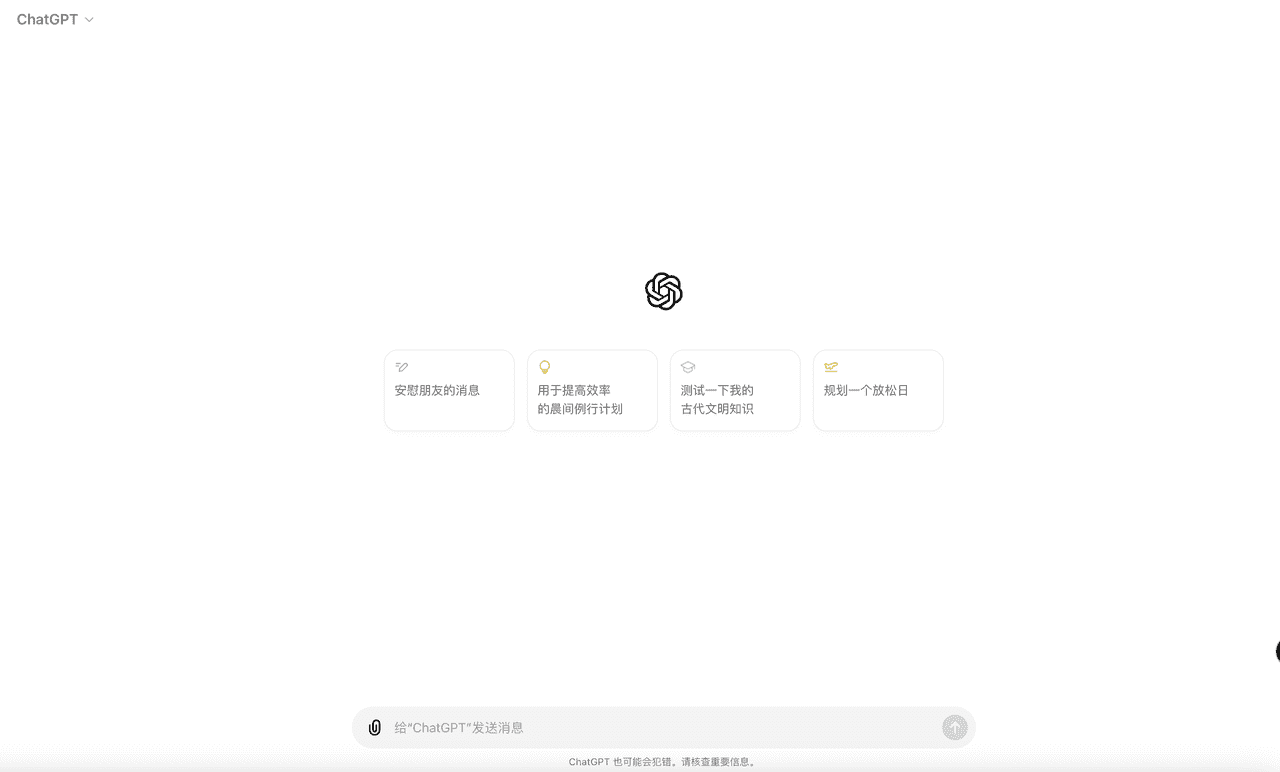 ChatGPT
安慰朋友的消息
用于提高效率
的晨间例行计划
测试一下我的
古代文明知识
规划一个放松日
给“ChatGPT”发送消息
ChatGPT 也可能会犯错。请核查重要信息。